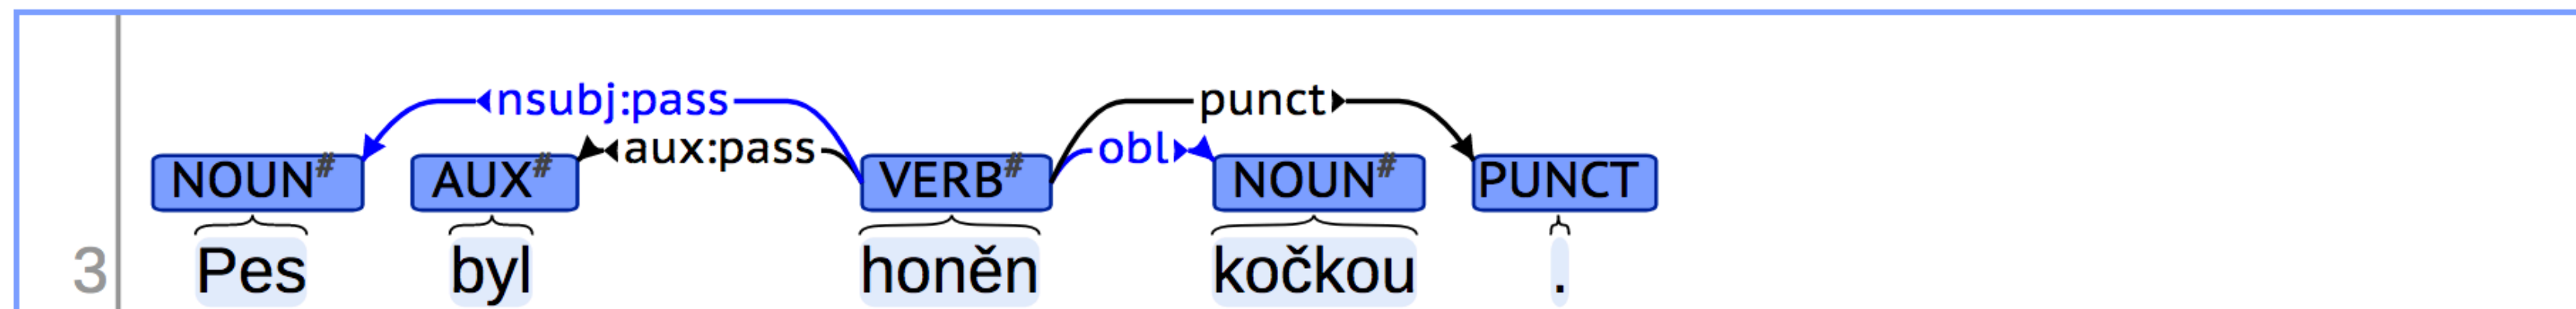 nsubj:pass punct
aux:pass obl
NOUN# AUX# VERB# NOUN# PUNCT
3 Pes byl honěn kočkou .